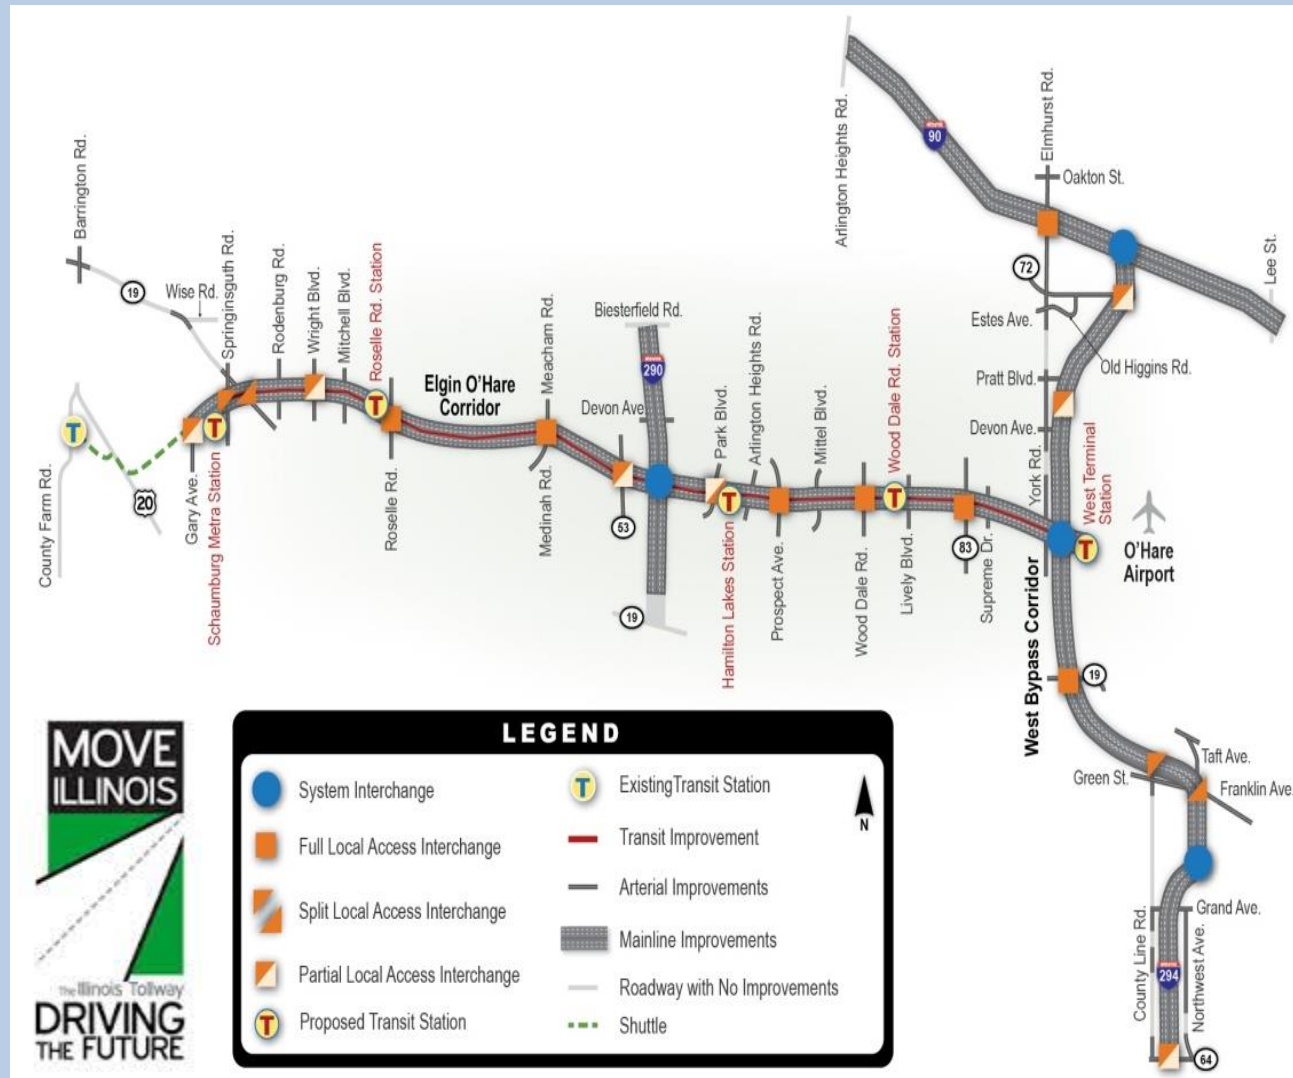 Barrington Rd.
19
Wise Rd.
Springinsguth Rd.
Rodenburg Rd.
Wright Blvd.
Mitchell Blvd.
Roselle Rd. Station
Elgin O'Hare
Corridor
Meacham Rd.
Biesterfield Rd.
290
Devon Ave.
Park Blvd.
Arlington Heights Rd.
Mittel Blvd.
Wood Dale Rd. Station
Arlington Heights Rd.
90
Elmhurst Rd.
Oakton St.
Lee St.
72
Estes Ave.
Old Higgins Rd.
Pratt Blvd.
Devon Ave.
York Rd.
West Terminal
Station
O'Hare
Airport
T
County Farm Rd.
20
Gary Ave.
T
Schaumburg Metra Station
T
Roselle Rd.
Medinah Rd.
53
19
T
Hamilton Lakes Station
Prospect Ave.
Wood Dale Rd.
T
Lively Blvd.
83
Supreme Dr.
T
West Bypass Corridor
19
Taft Ave.
Green St.
Franklin Ave.
Grand Ave.
County Line Rd.
294
Northwest Ave.
64
MOVE
ILLINOIS
The Illinois Tollway
DRIVING
THE FUTURE
LEGEND
System Interchange
Full Local Access Interchange
Split Local Access Interchange
Partial Local Access Interchange
T Proposed Transit Station
T ExistingTransit Station
Transit Improvement
Arterial Improvements
Mainline Improvements
Roadway with No Improvements
Shuttle
N